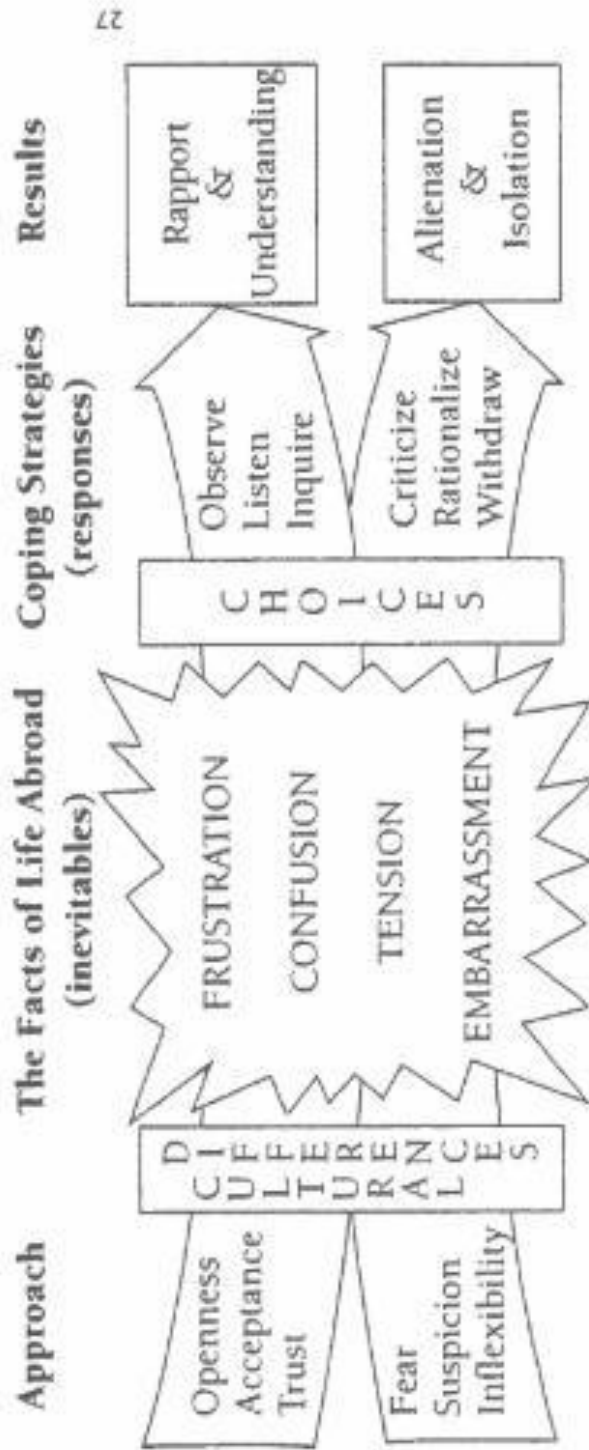 27
Approach
The Facts of Life Abroad
(inevitables)
Coping Strategies
(responses)
Results
Openness
Acceptance
Trust
Fear
Suspicion
Inflexibility
CULTURAL
DIFFERENCES
FRUSTRATION
CONFUSION
TENSION
EMBARRASSMENT
CHOICES
Observe
Listen
Inquire
Criticize
Rationalize
Withdraw
Rapport
&
Understanding
Alienation
&
Isolation